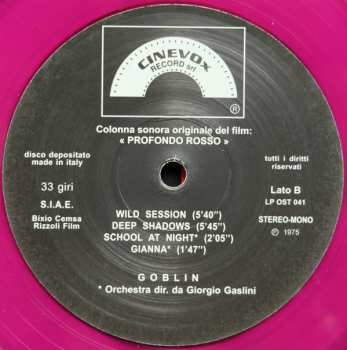 CINEVOX
RECORD srl
®
Colonna sonora originale del film:
« PROFONDO ROSSO »
disco depositato
made in italy
tutti i diritti
riservati
33 giri
S.I.A.E.
Bixio Cemsa
Rizzoli Film
Lato B
LP OST 041
STEREO-MONO
℗ 1975
WILD SESSION (5'40")
DEEP SHADOWS (5'45")
SCHOOL AT NIGHT* (2'05")
GIANNA* (1'47")
GOBLIN
* Orchestra dir. da Giorgio Gaslini